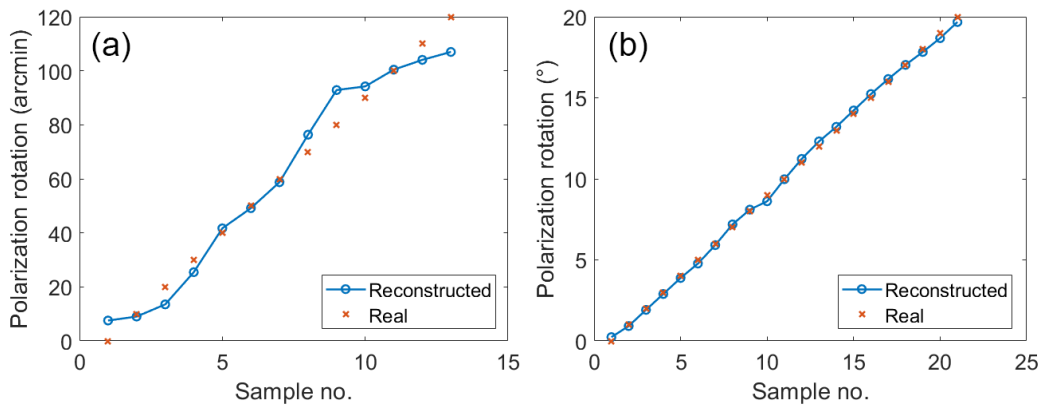 (a)
Polarization rotation (arcmin)
120
100
80
60
40
20
0
0 5 10 15
Sample no.
Reconstructed
Real
(b)
Polarization rotation (°)
20
15
10
5
0
0 5 10 15 20 25
Sample no.
Reconstructed
Real